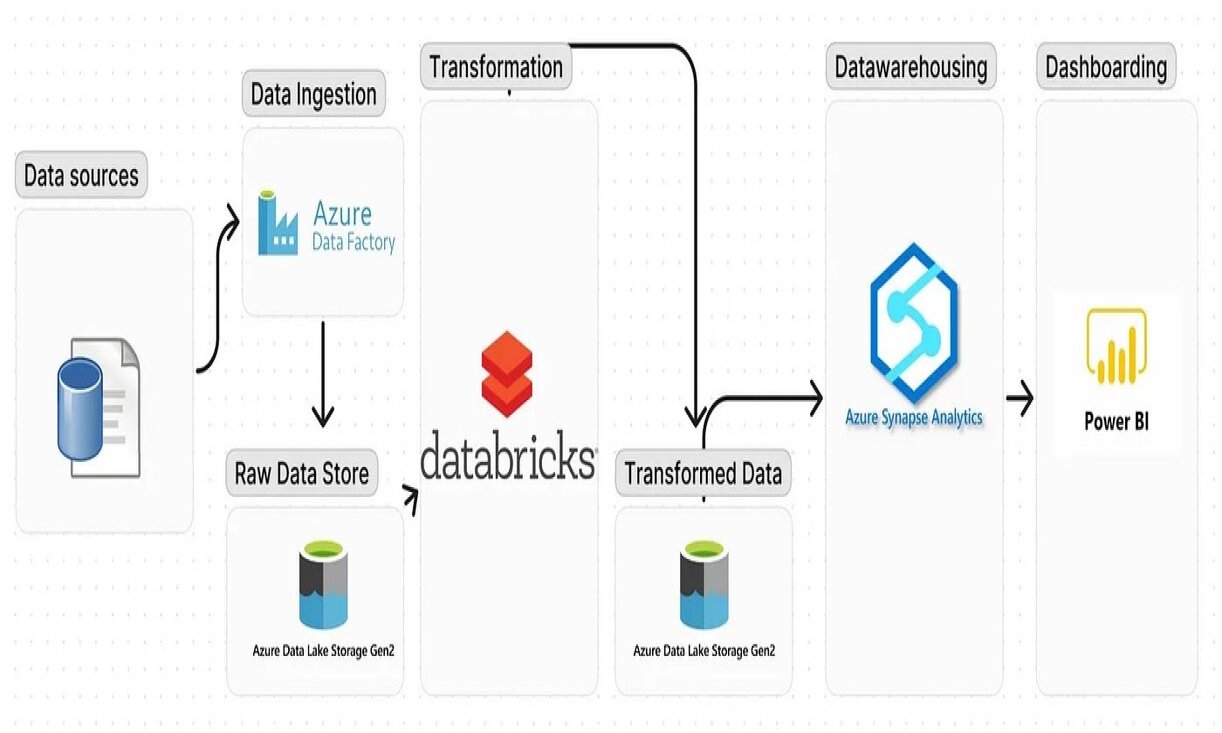 Data sources
Data Ingestion
Azure
Data Factory
Raw Data Store
Azure Data Lake Storage Gen2
Transformation
databricks
Transformed Data
Azure Data Lake Storage Gen2
Datawarehousing
Azure Synapse Analytics
Dashboarding
Power BI